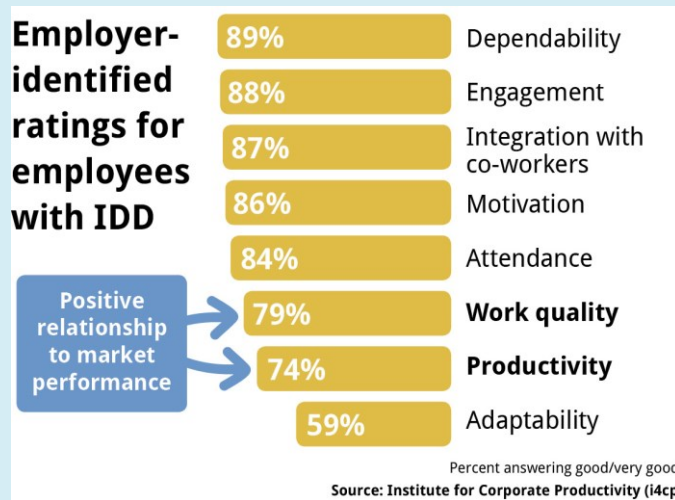 Employer-
identified
ratings for
employees
with IDD
89% Dependability
88% Engagement
87% Integration with
co-workers
86% Motivation
84% Attendance
79% Work quality
74% Productivity
59% Adaptability
Positive
relationship
to market
performance
Percent answering good/very good
Source: Institute for Corporate Productivity (i4cp